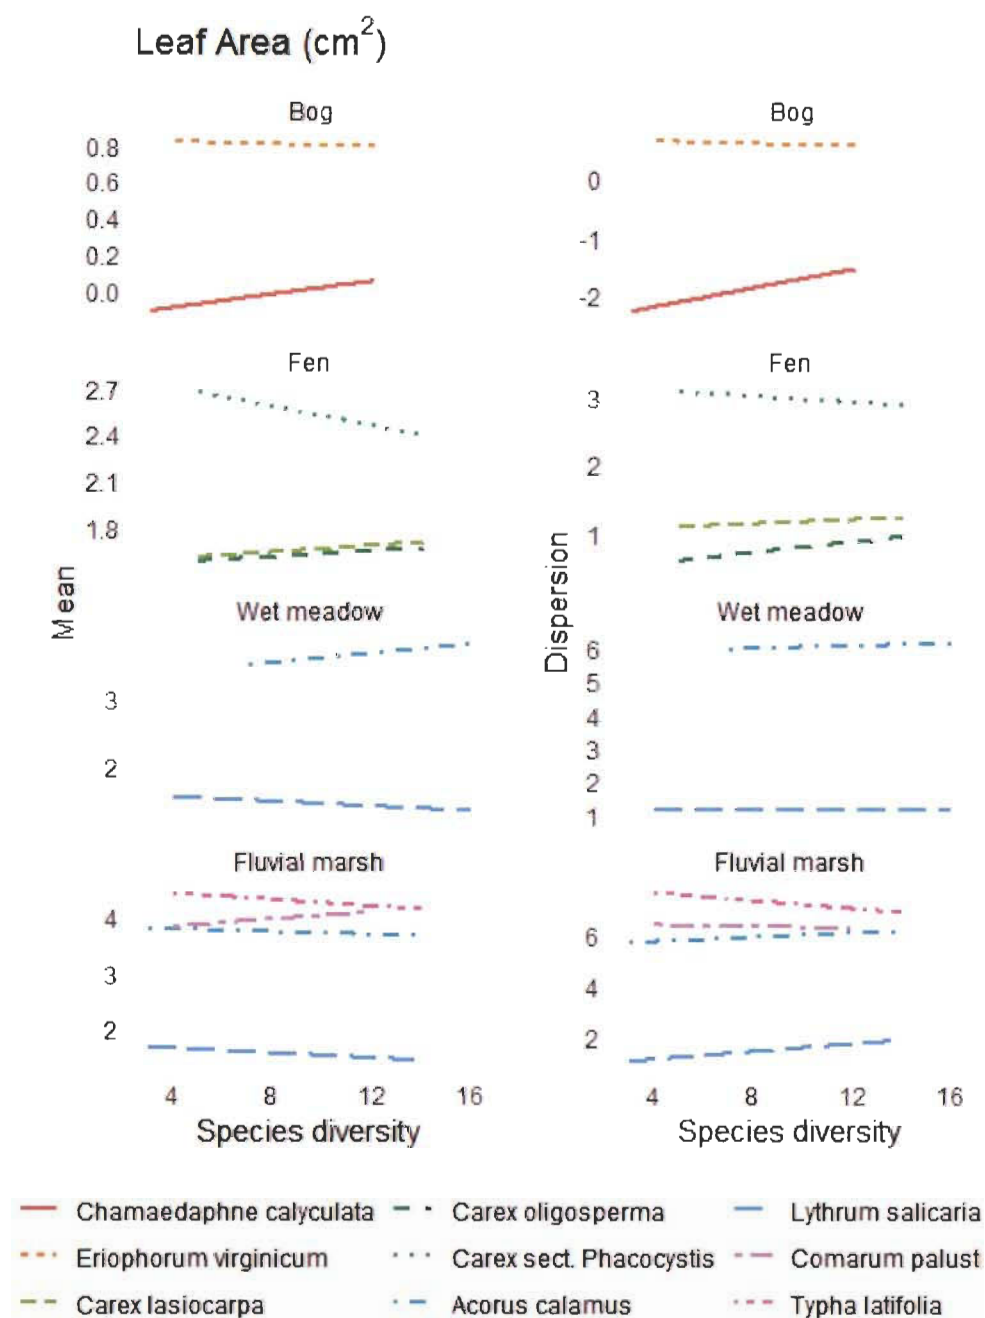 Leaf Area (cm²)
Bog
Bog
0.8
0.6
0.4
0.2
0.0
0
-1
-2
Fen
Fen
2.7
2.4
2.1
1.8
3
2
1
Mean
Dispersion
Wet meadow
Wet meadow
3
2
6
5
4
3
2
1
Fluvial marsh
Fluvial marsh
4
3
2
6
4
2
4 8 12 16
4 8 12 16
Species diversity
Species diversity
Chamaedaphne calyculata
Carex oligosperma
Lythrum salicaria
Eriophorum virginicum
Carex sect. Phacocystis
Comarum palust
Carex lasiocarpa
Acorus calamus
Typha latifolia